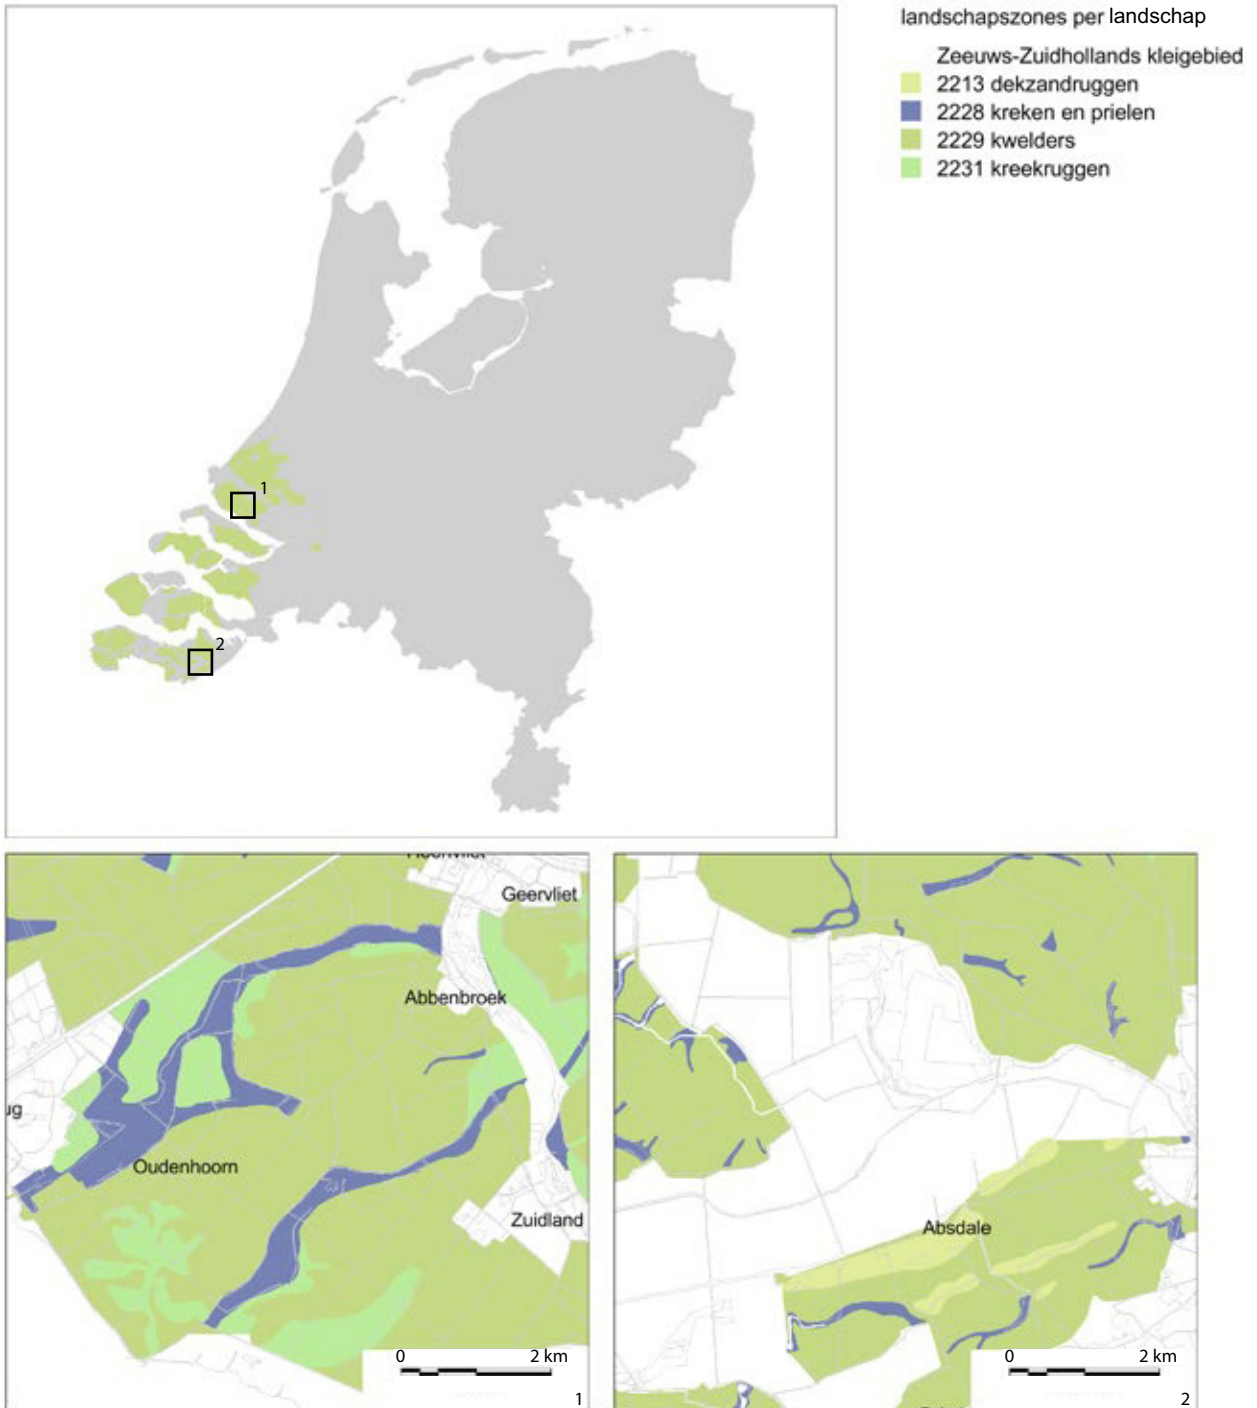 landschapszones per landschap
Zeeuws-Zuidhollands kleigebied
2213 dekzandruggen
2228 kreken en prielen
2229 kwelders
2231 kreekruggen
1
2
Geervliet
Abbenbroek
Oudenhoorn
Zuidland
0 2 km
1
Absdale
0 2 km
2